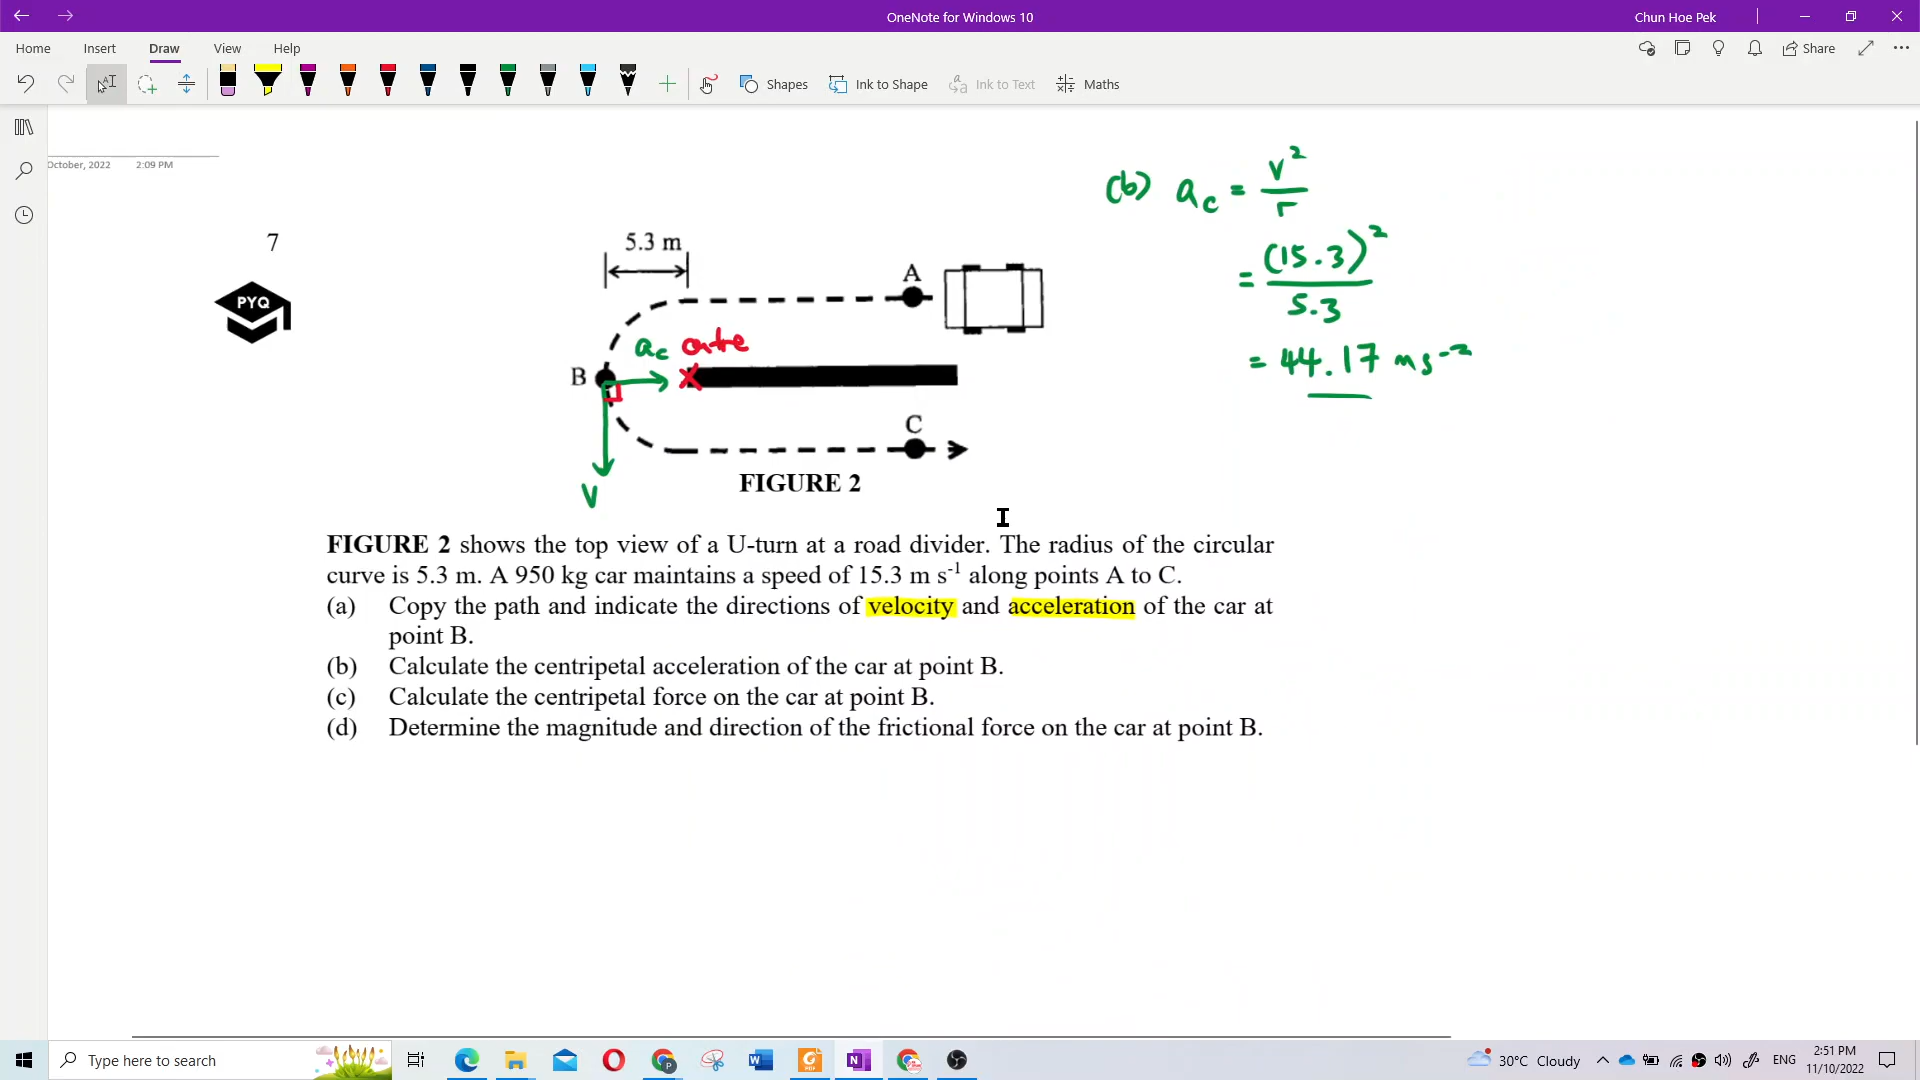 OneNote for Windows 10
Chun Hoe Pek
Home Insert Draw View Help
Share
Shapes Ink to Shape Ink to Text Maths
October, 2022 2:09 PM
7
PYQ
5.3 m
A
B
C
ac centre
V
FIGURE 2
(b) ac = v²/r
= (15.3)²/5.3
= 44.17 ms⁻²
FIGURE 2 shows the top view of a U-turn at a road divider. The radius of the circular
curve is 5.3 m. A 950 kg car maintains a speed of 15.3 m s⁻¹ along points A to C.
(a) Copy the path and indicate the directions of velocity and acceleration of the car at
point B.
(b) Calculate the centripetal acceleration of the car at point B.
(c) Calculate the centripetal force on the car at point B.
(d) Determine the magnitude and direction of the frictional force on the car at point B.
Type here to search
30°C Cloudy
ENG
2:51 PM
11/10/2022